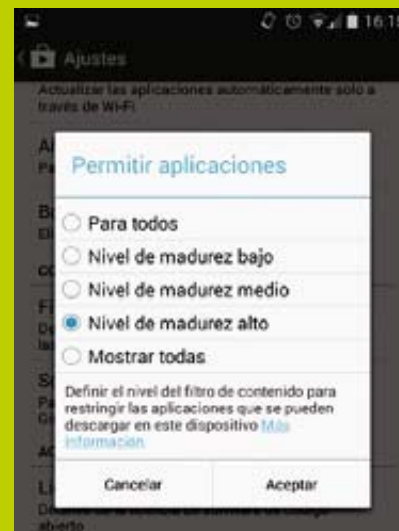 16:15
Ajustes
Actualizar las aplicaciones automáticamente solo a
través de Wi-Fi
Permitir aplicaciones
Para todos
Nivel de madurez bajo
Nivel de madurez medio
Nivel de madurez alto
Mostrar todas
Definir el nivel del filtro de contenido para
restringir las aplicaciones que se pueden
descargar en este dispositivo Más
información.
Cancelar
Aceptar
abierto